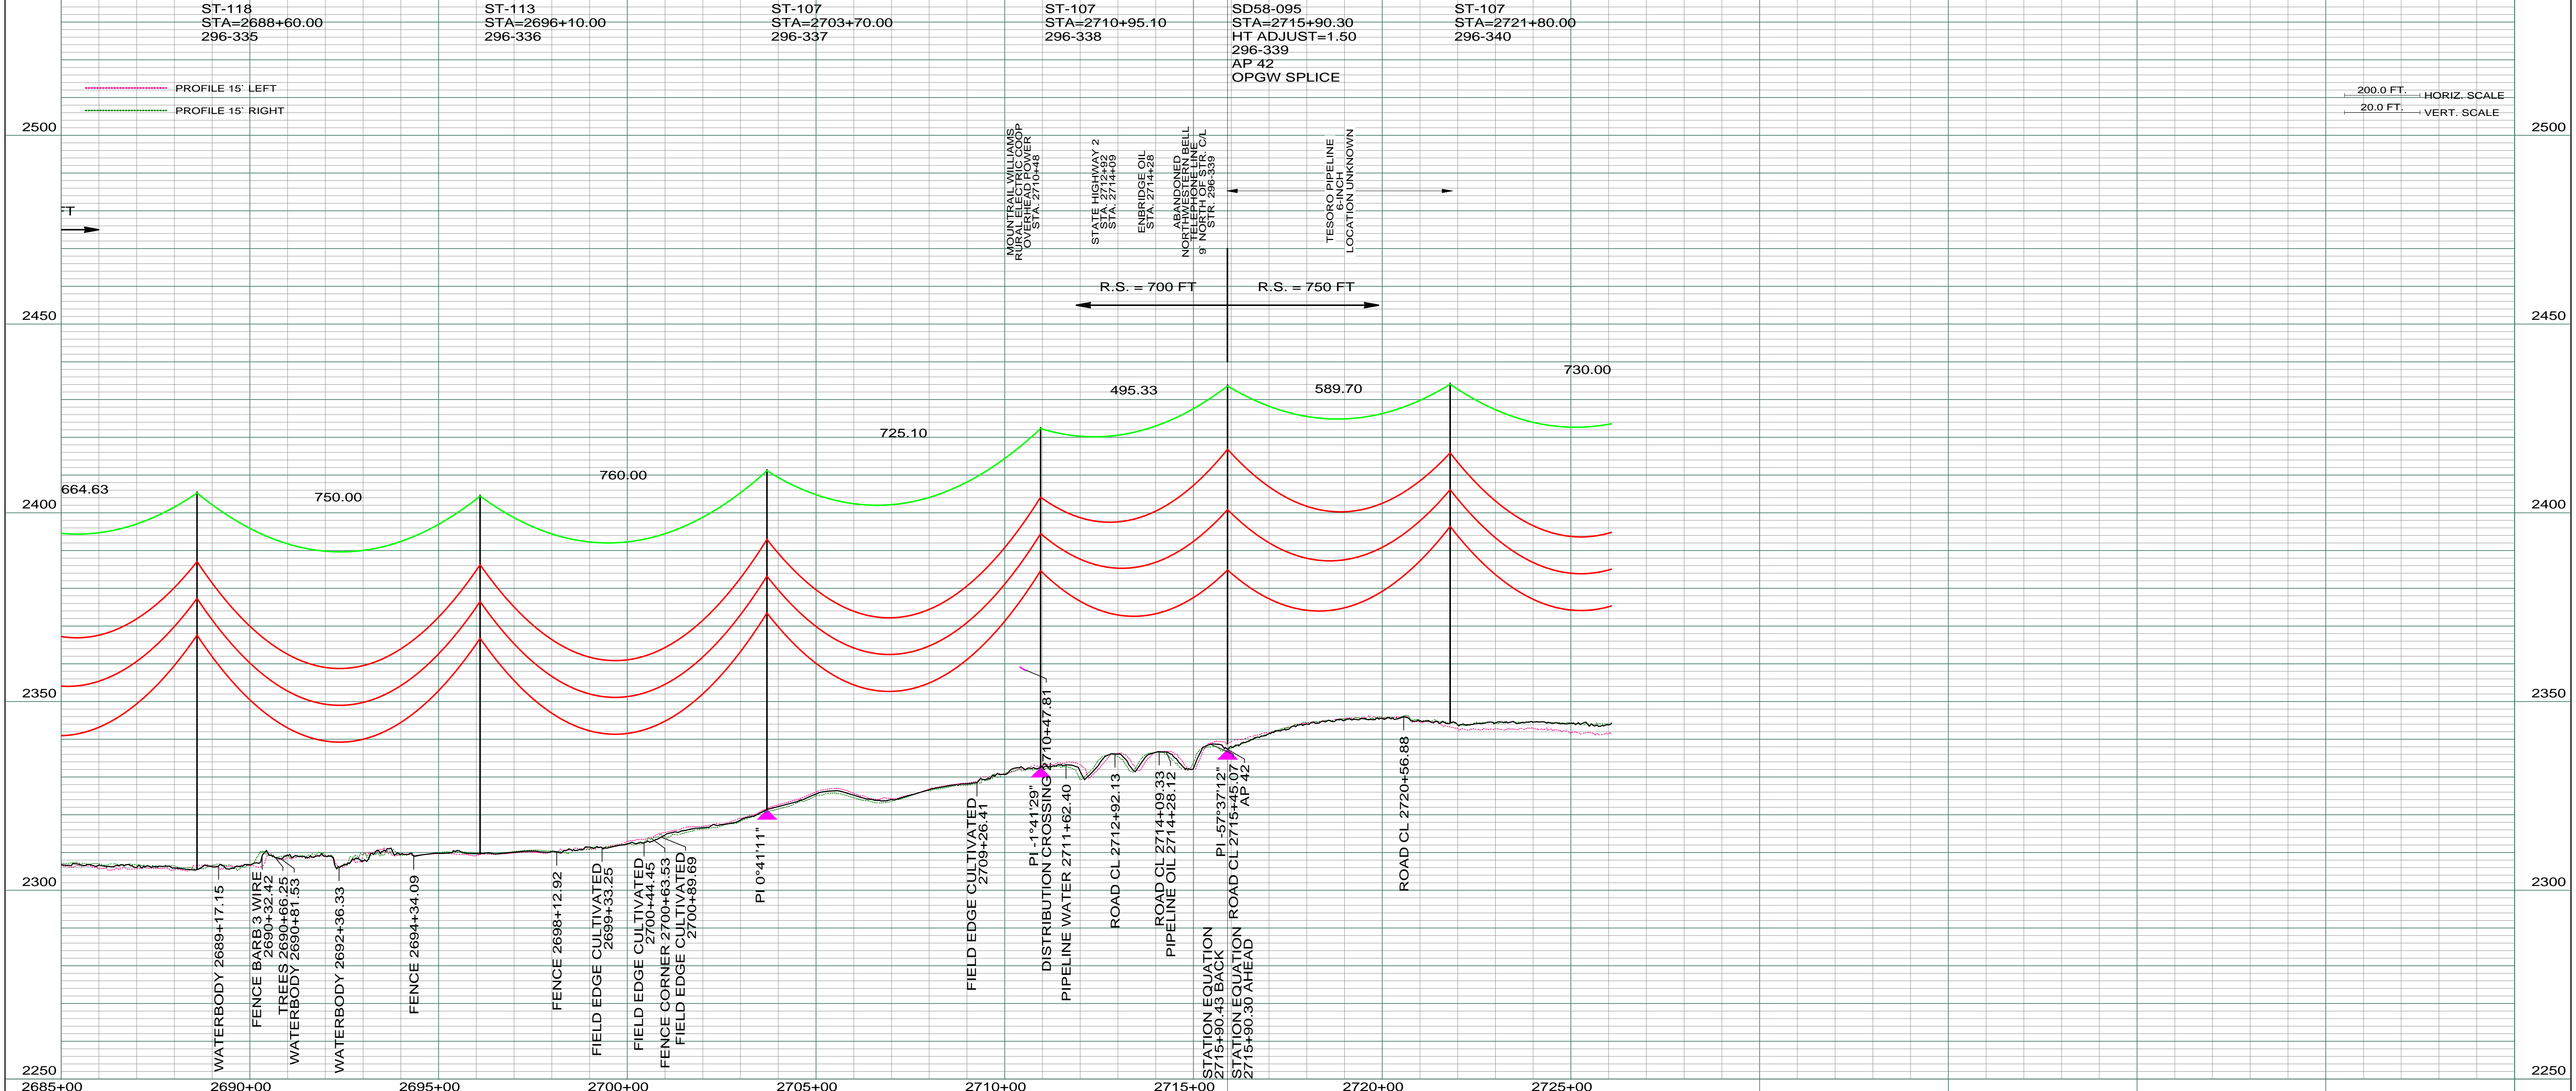 ST-118
STA=2688+60.00
296-335
ST-113
STA=2696+10.00
296-336
ST-107
STA=2703+70.00
296-337
ST-107
STA=2710+95.10
296-338
SD58-095
STA=2715+90.30
HT ADJUST=1.50
296-339
AP 42
OPGW SPLICE
ST-107
STA=2721+80.00
296-340
PROFILE 15` LEFT
PROFILE 15` RIGHT
200.0 FT. HORIZ. SCALE
20.0 FT. VERT. SCALE
2500
2500
MOUNTRAIL WILLIAMS
RURAL ELECTRIC COOP
OVERHEAD POWER
STA. 2710+48
STATE HIGHWAY 2
STA. 2712+92
STA. 2714+09
ENBRIDGE OIL
STA. 2714+28
ABANDONED
NORTHWESTERN BELL
TELEPHONE LINE
9` NORTH OF STR. C/L
STR. 296-339
TESORO PIPELINE
6-INCH
LOCATION UNKNOWN
FT
R.S. = 700 FT
R.S. = 750 FT
2450
2450
664.63
750.00
760.00
725.10
495.33
589.70
730.00
2400
2400
2350
2350
2300
2300
WATERBODY 2689+17.15
FENCE BARB 3 WIRE
2690+32.42
TREES 2690+66.25
WATERBODY 2690+81.53
WATERBODY 2692+36.33
FENCE 2694+34.09
FENCE 2698+12.92
FIELD EDGE CULTIVATED
2699+33.25
FIELD EDGE CULTIVATED
2700+44.45
FENCE CORNER 2700+63.53
FIELD EDGE CULTIVATED
2700+89.69
PI 0°41'11"
FIELD EDGE CULTIVATED
2709+26.41
PI -1°41'29"
DISTRIBUTION CROSSING 2710+47.81
PIPELINE WATER 2711+62.40
ROAD CL 2712+92.13
ROAD CL 2714+09.33
PIPELINE OIL 2714+28.12
PI -57°37'12"
ROAD CL 2715+45.07
AP 42
STATION EQUATION
2715+90.43 BACK
STATION EQUATION
2715+90.30 AHEAD
ROAD CL 2720+56.88
2250
2250
2685+00
2690+00
2695+00
2700+00
2705+00
2710+00
2715+00
2720+00
2725+00